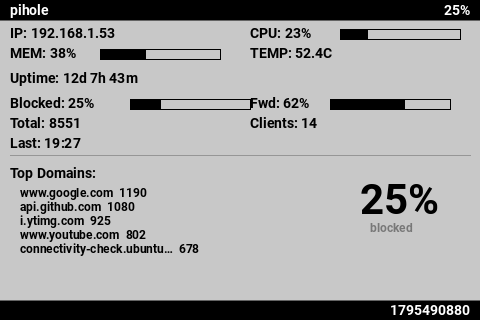 pihole 25%
IP: 192.168.1.53 CPU: 23%
MEM: 38% TEMP: 52.4C
Uptime: 12d 7h 43m
Blocked: 25% Fwd: 62%
Total: 8551 Clients: 14
Last: 19:27
Top Domains:
www.google.com 1190
api.github.com 1080
i.ytimg.com 925
www.youtube.com 802
connectivity-check.ubuntu... 678
25%
blocked
1795490880